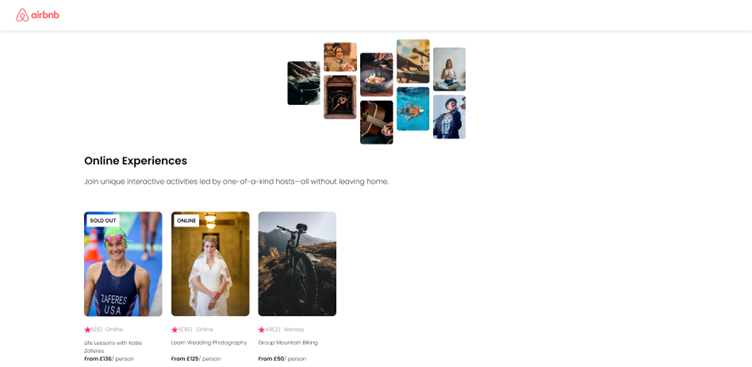 airbnb
Online Experiences
Join unique interactive activities led by one-of-a-kind hosts—all without leaving home.
SOLD OUT
ONLINE
ZAFERES
USA
5(6) · Online
5(30) · Online
4.8(2) · Norway
Life Lessons with Katie
Zaferes
Learn Wedding Photography
Group Mountain Biking
From £136/ person
From £125/ person
From £50/ person